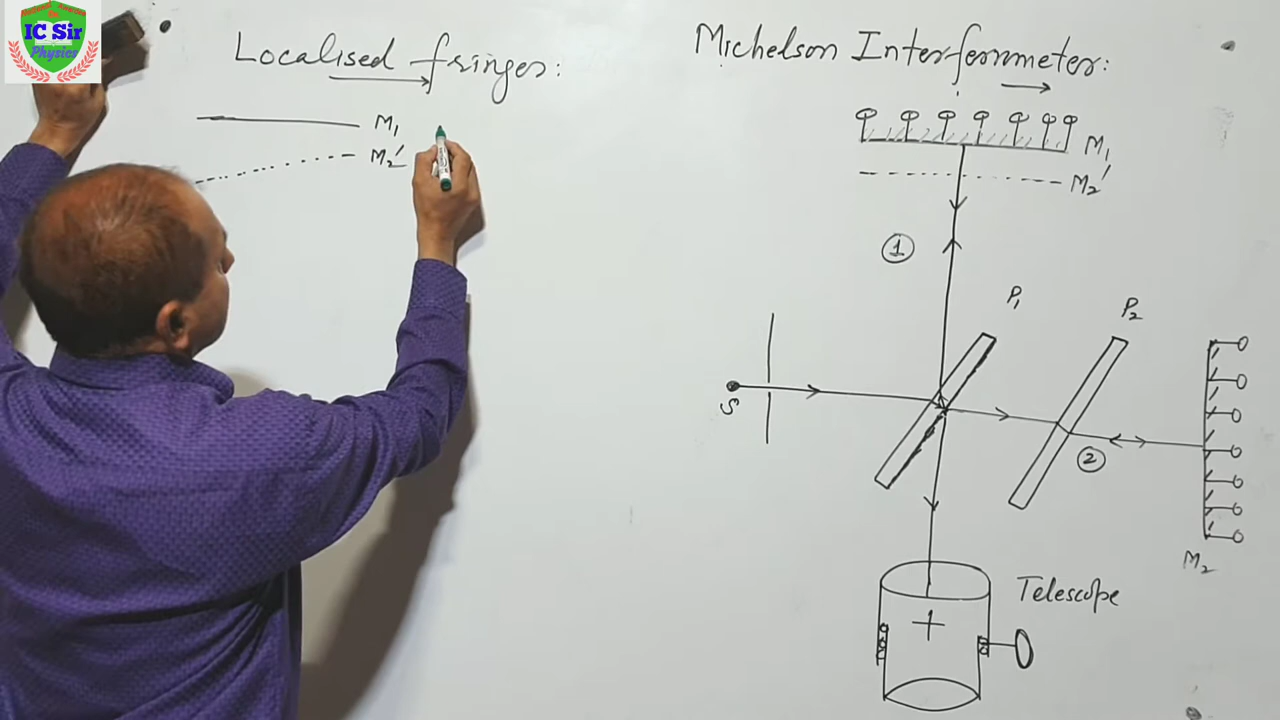 IC Sir
Physics
Localised fringes:
M₁
M₂′
Michelson Interferometer:
M₁
M₂′
①
P₁
P₂
S
②
M₂
Telescope